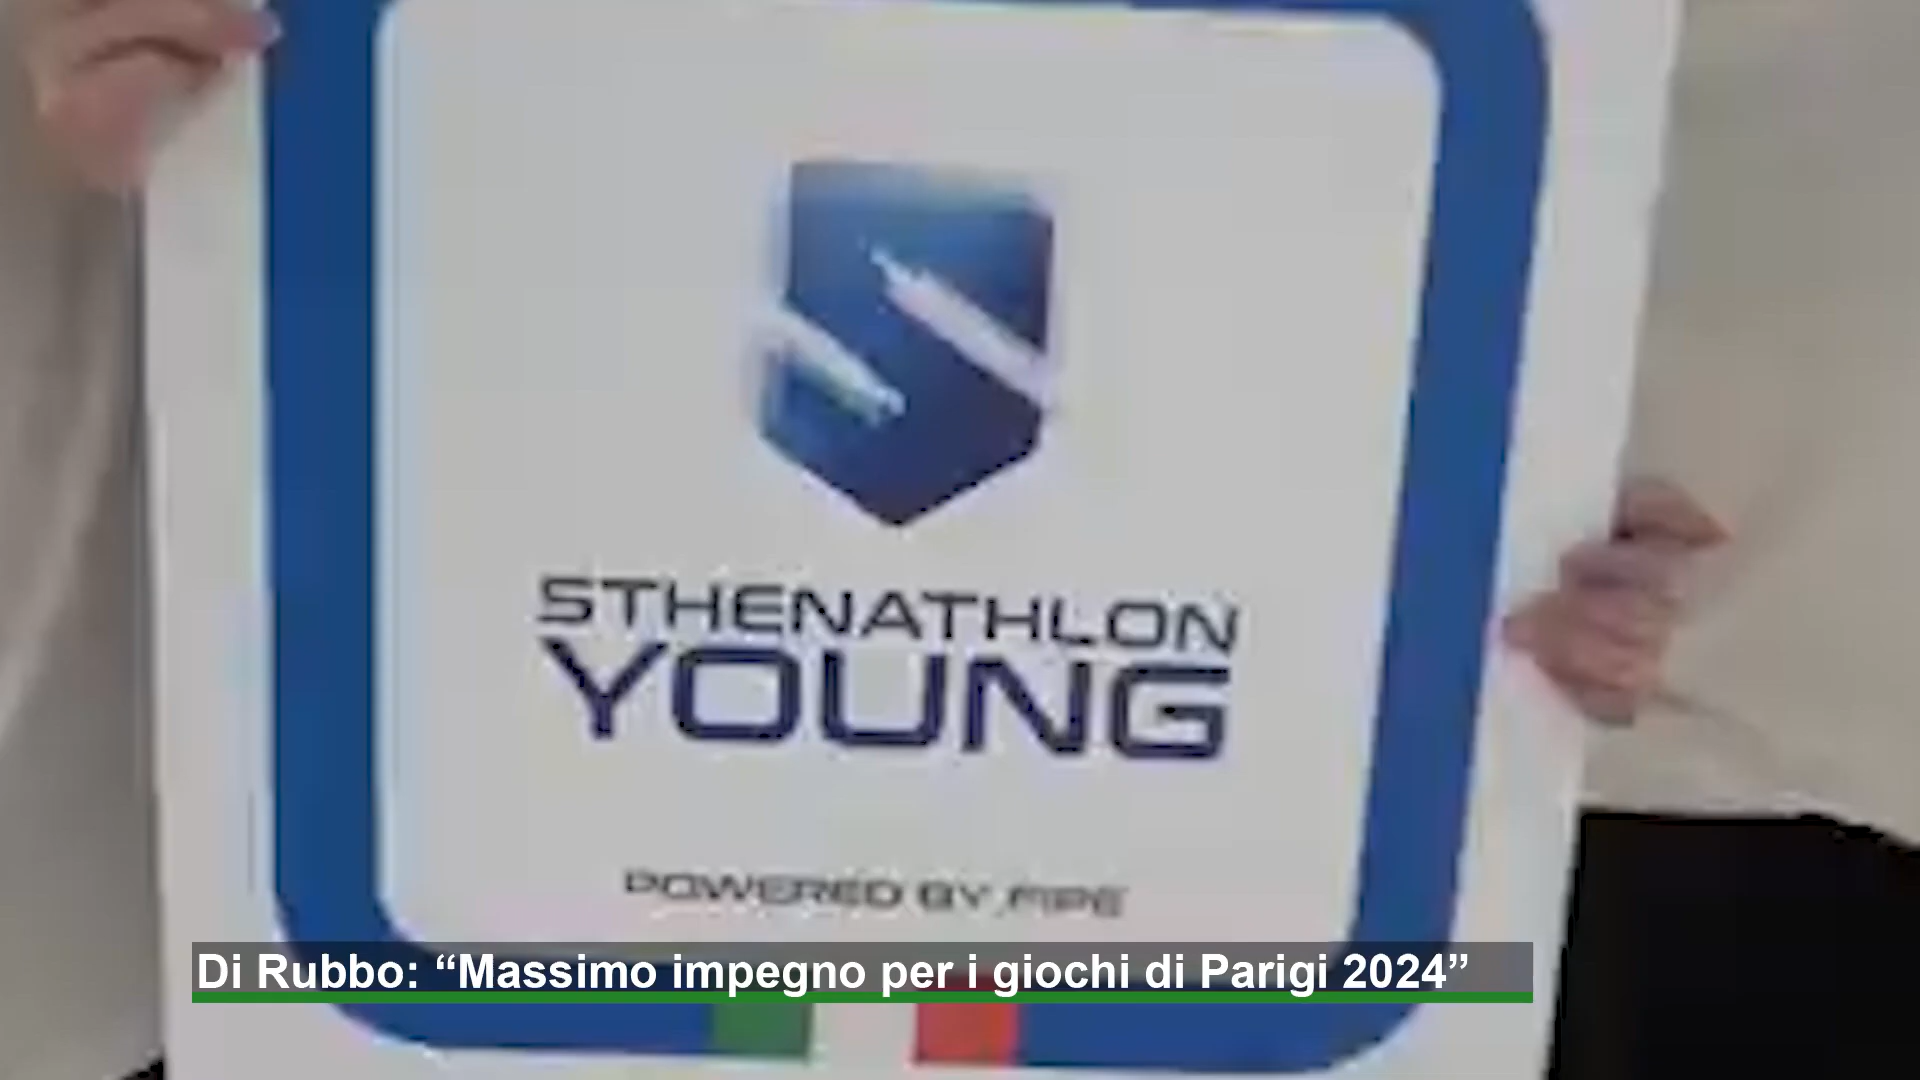 STHENATHLON
YOUNG
POWERED BY FIPE
Di Rubbo: “Massimo impegno per i giochi di Parigi 2024”